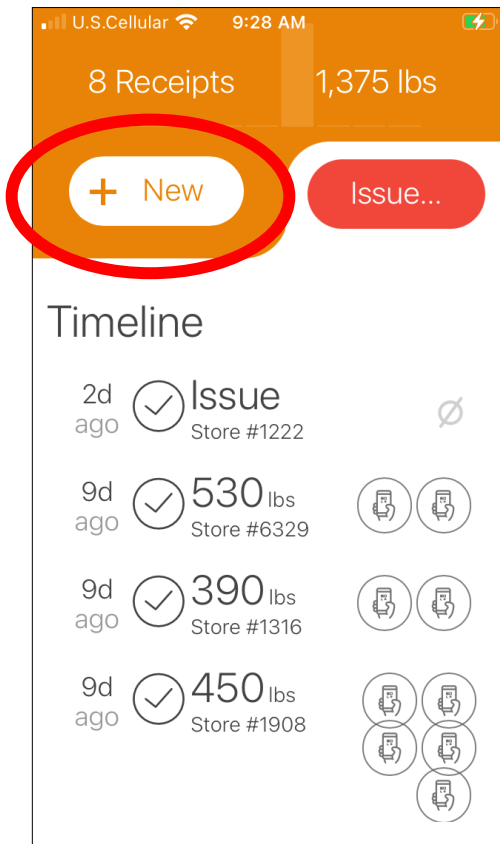 U.S.Cellular 9:28 AM
8 Receipts 1,375 lbs
+ New Issue...
Timeline
2d ago Issue
Store #1222
9d ago 530 lbs
Store #6329
9d ago 390 lbs
Store #1316
9d ago 450 lbs
Store #1908